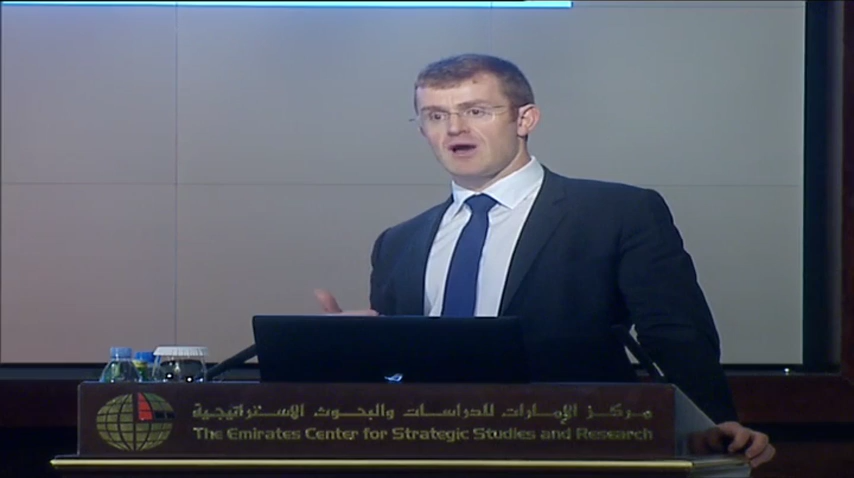 مركز الإمارات للدراسات والبحوث الاستراتيجية
The Emirates Center for Strategic Studies and Research